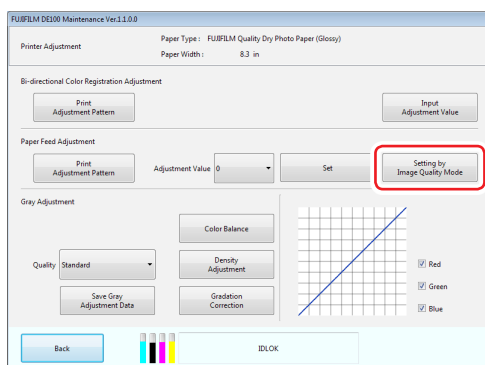 FUJIFILM DE100 Maintenance Ver.1.1.0.0
Printer Adjustment
Paper Type : FUJIFILM Quality Dry Photo Paper (Glossy)
Paper Width : 8.3 in
Bi-directional Color Registration Adjustment
Print
Adjustment Pattern
Input
Adjustment Value
Paper Feed Adjustment
Print
Adjustment Pattern
Adjustment Value 0
Set
Setting by
Image Quality Mode
Gray Adjustment
Color Balance
Quality Standard
Density
Adjustment
Save Gray
Adjustment Data
Gradation
Correction
Red
Green
Blue
Back
IDLOK